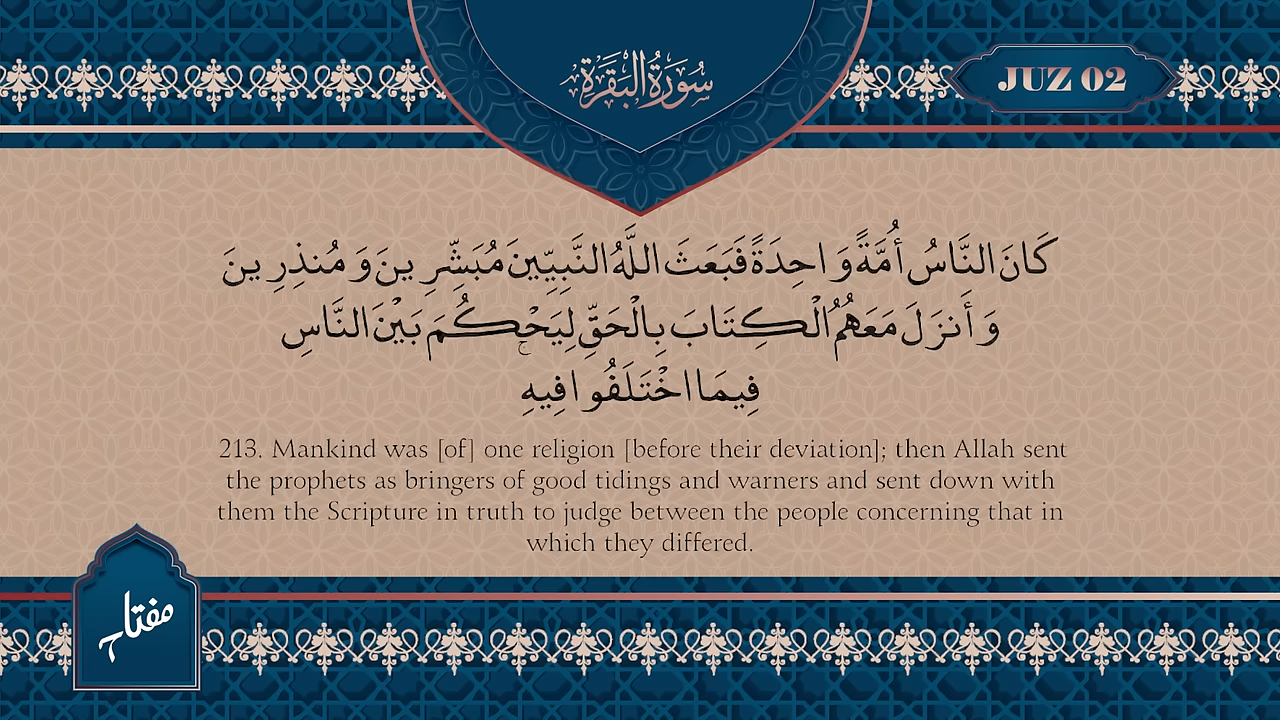 سُورَةُ الْبَقَرَةِ
JUZ 02
كَانَ النَّاسُ أُمَّةً وَاحِدَةً فَبَعَثَ اللَّهُ النَّبِيِّينَ مُبَشِّرِينَ وَمُنذِرِينَ
وَأَنزَلَ مَعَهُمُ الْكِتَابَ بِالْحَقِّ لِيَحْكُمَ بَيْنَ النَّاسِ
فِيمَا اخْتَلَفُوا فِيهِ ۚ
213. Mankind was [of] one religion [before their deviation]; then Allah sent
the prophets as bringers of good tidings and warners and sent down with
them the Scripture in truth to judge between the people concerning that in
which they differed.
مفتاح